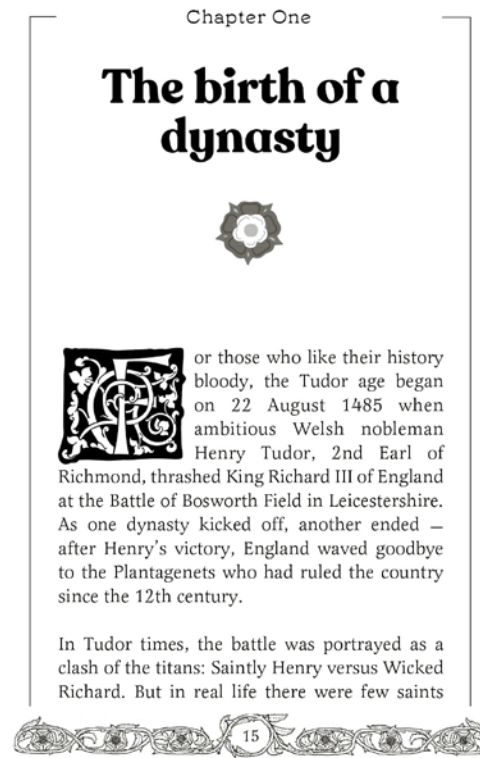 Chapter One
The birth of a
dynasty
For those who like their history
bloody, the Tudor age began
on 22 August 1485 when
ambitious Welsh nobleman
Henry Tudor, 2nd Earl of
Richmond, thrashed King Richard III of England
at the Battle of Bosworth Field in Leicestershire.
As one dynasty kicked off, another ended —
after Henry's victory, England waved goodbye
to the Plantagenets who had ruled the country
since the 12th century.
In Tudor times, the battle was portrayed as a
clash of the titans: Saintly Henry versus Wicked
Richard. But in real life there were few saints
15